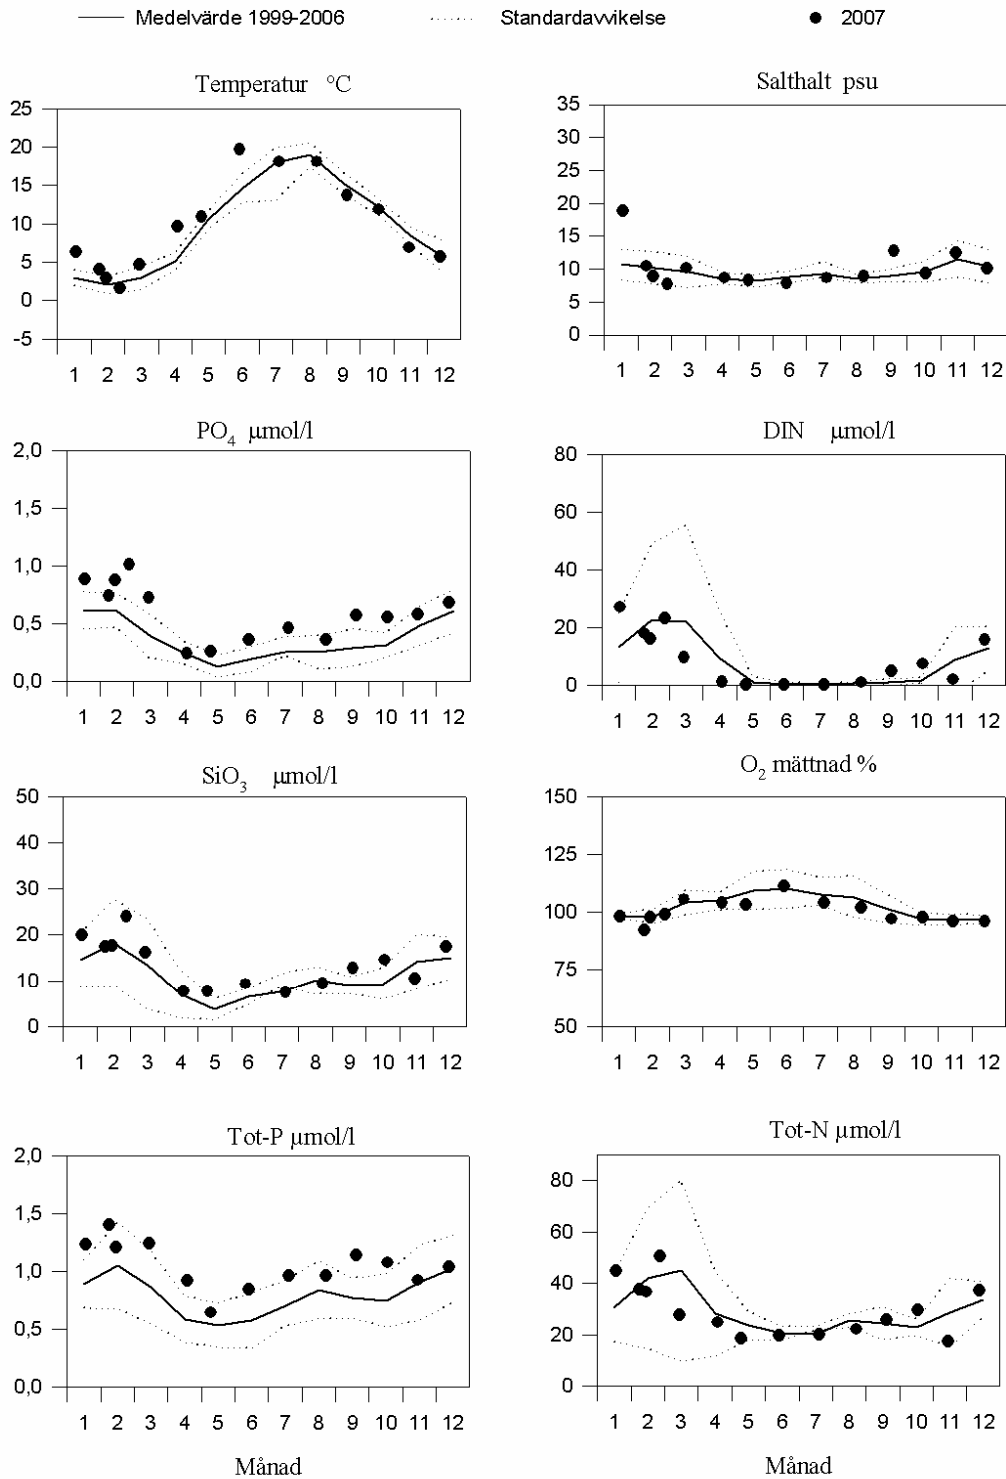 Medelvärde 1999-2006 Standardavvikelse 2007
Temperatur °C
25
20
15
10
5
0
-5
1 2 3 4 5 6 7 8 9 10 11 12
Salthalt psu
35
30
25
20
15
10
5
0
1 2 3 4 5 6 7 8 9 10 11 12
PO4 µmol/l
2,0
1,5
1,0
0,5
0,0
1 2 3 4 5 6 7 8 9 10 11 12
DIN µmol/l
80
60
40
20
0
1 2 3 4 5 6 7 8 9 10 11 12
SiO3 µmol/l
50
40
30
20
10
0
1 2 3 4 5 6 7 8 9 10 11 12
O2 mättnad %
150
125
100
75
50
1 2 3 4 5 6 7 8 9 10 11 12
Tot-P µmol/l
2,0
1,5
1,0
0,5
0,0
1 2 3 4 5 6 7 8 9 10 11 12
Månad
Tot-N µmol/l
80
60
40
20
0
1 2 3 4 5 6 7 8 9 10 11 12
Månad